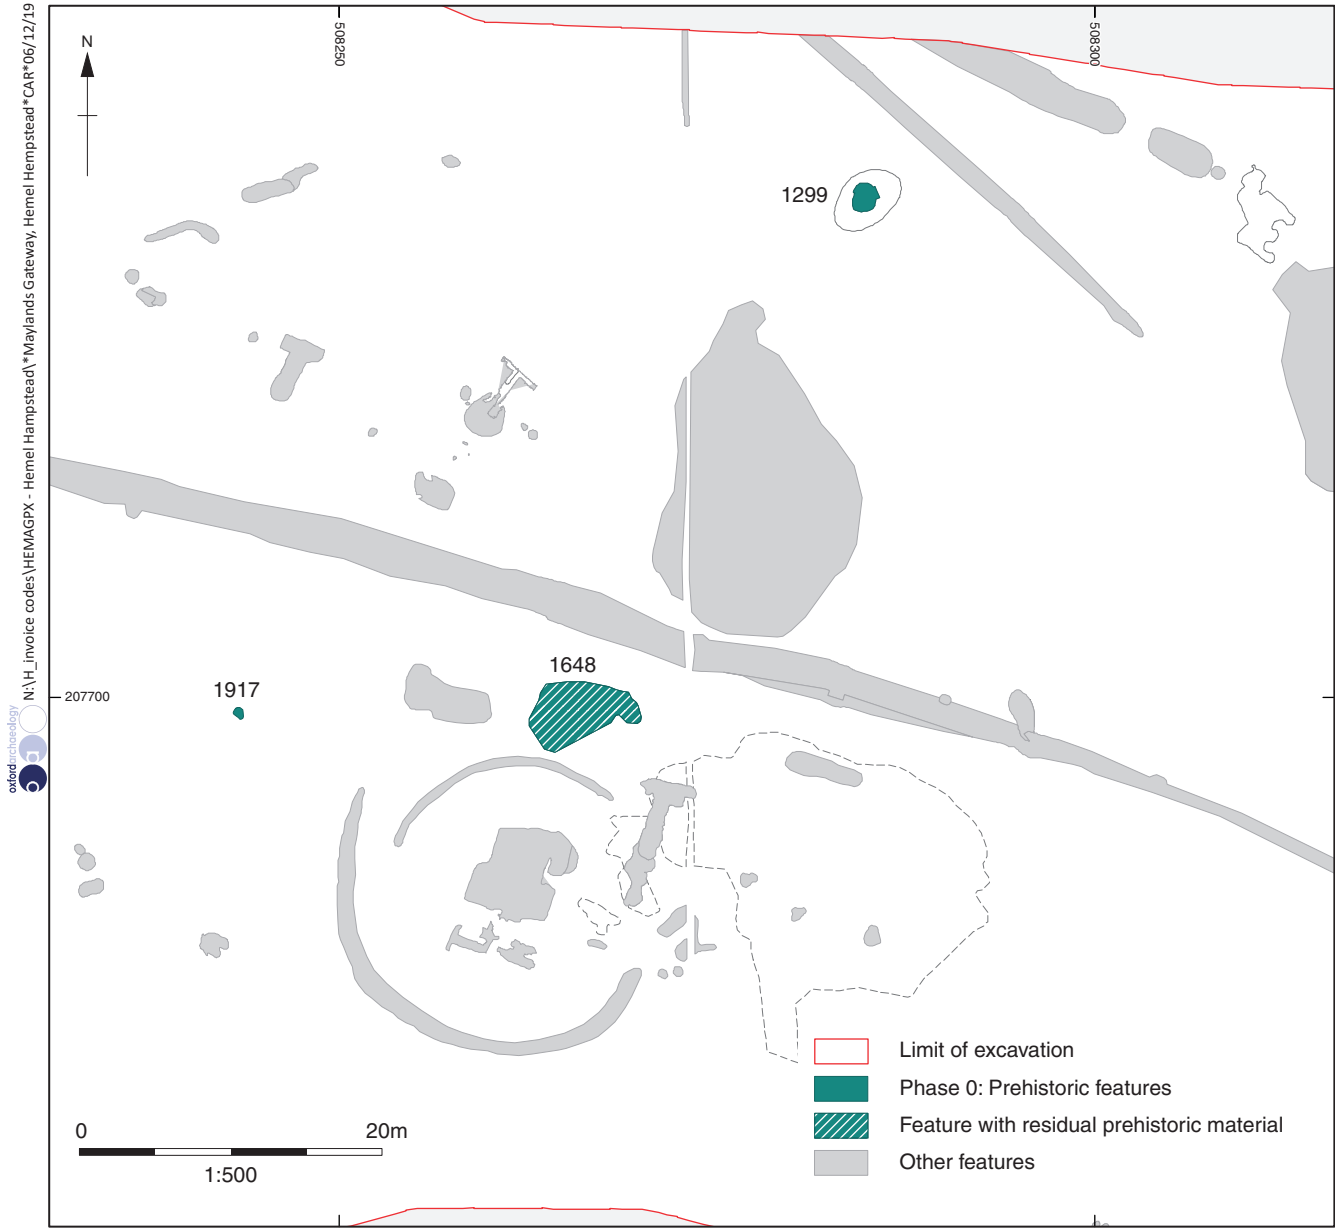 N:\H_invoice codes\HEMAGPX - Hemel Hampstead\*Maylands Gateway, Hemel Hempstead*CAR*06/12/19
oxfordarchaeology
N
508250
508300
1299
1648
1917
207700
Limit of excavation
Phase 0: Prehistoric features
Feature with residual prehistoric material
Other features
0 20m
1:500